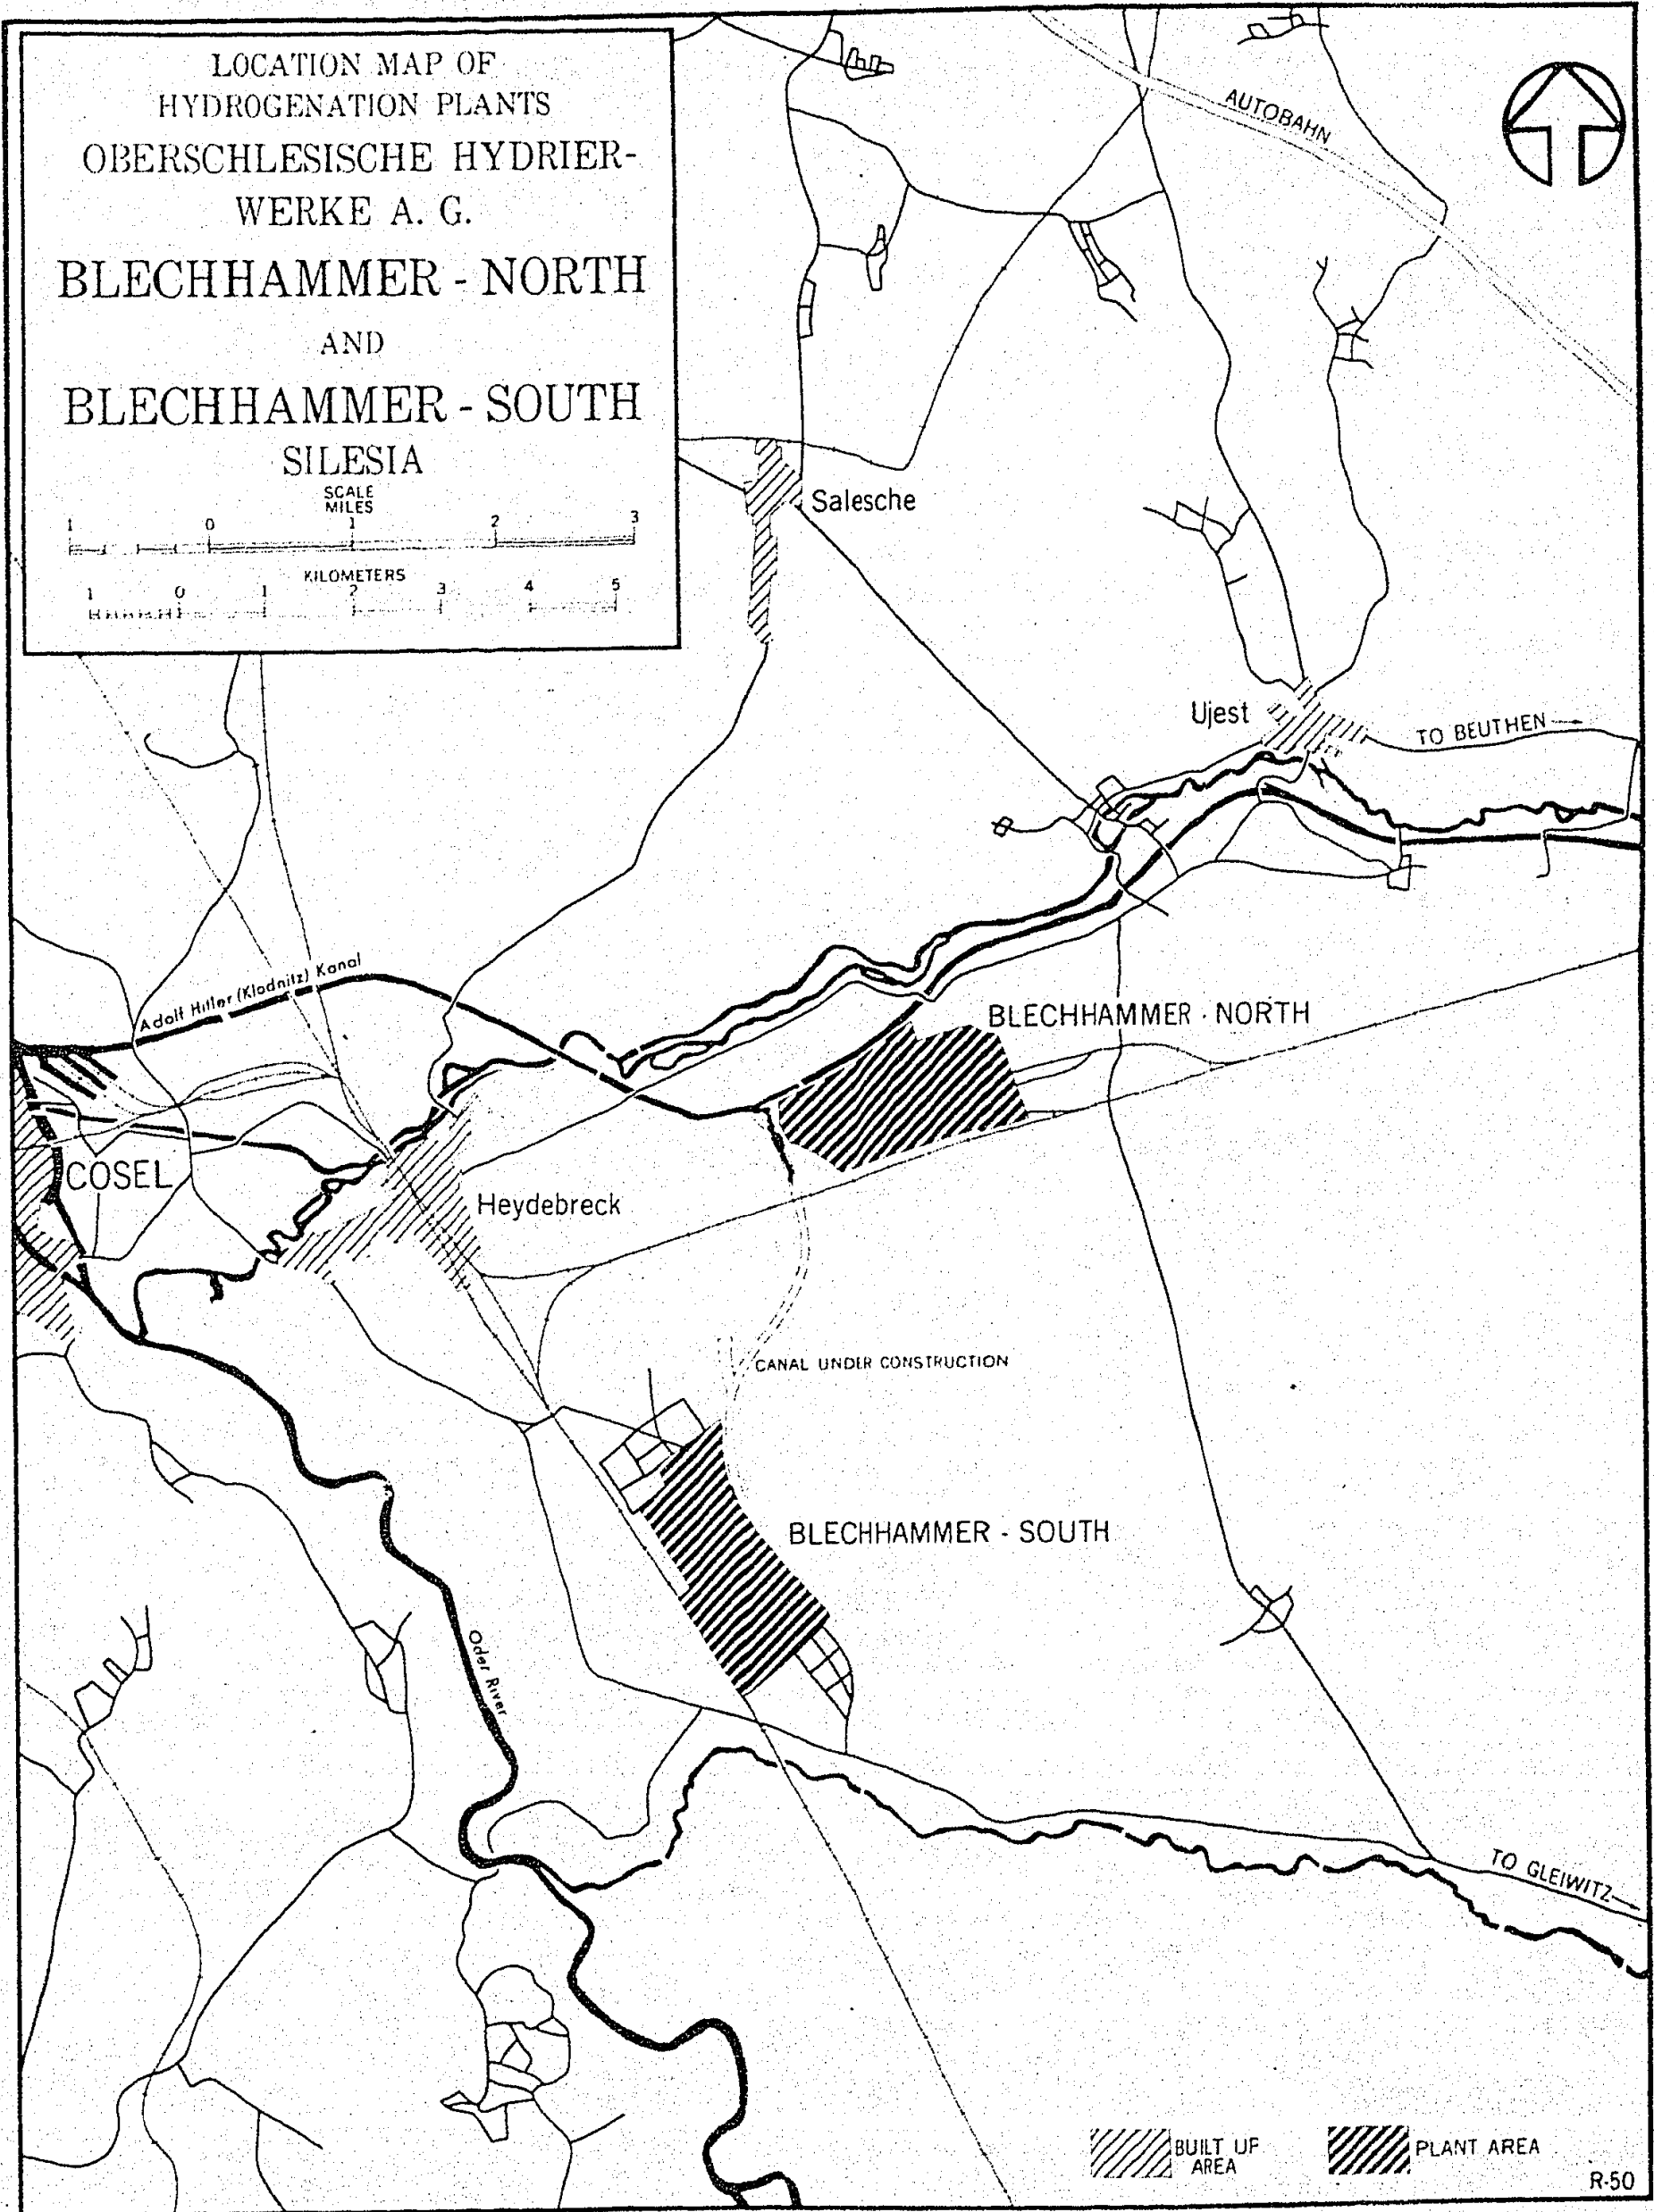 LOCATION MAP OF
HYDROGENATION PLANTS
OBERSCHLESISCHE HYDRIER-
WERKE A. G.
BLECHHAMMER - NORTH
AND
BLECHHAMMER - SOUTH
SILESIA
SCALE
MILES
1 0 1 2 3
KILOMETERS
1 0 1 2 3 4 5
AUTOBAHN
Salesche
Ujest
TO BEUTHEN
Adolf Hitler (Klodnitz) Kanal
BLECHHAMMER - NORTH
COSEL
Heydebreck
CANAL UNDER CONSTRUCTION
BLECHHAMMER - SOUTH
Oder River
TO GLEIWITZ
BUILT UP
AREA
PLANT AREA
R-50